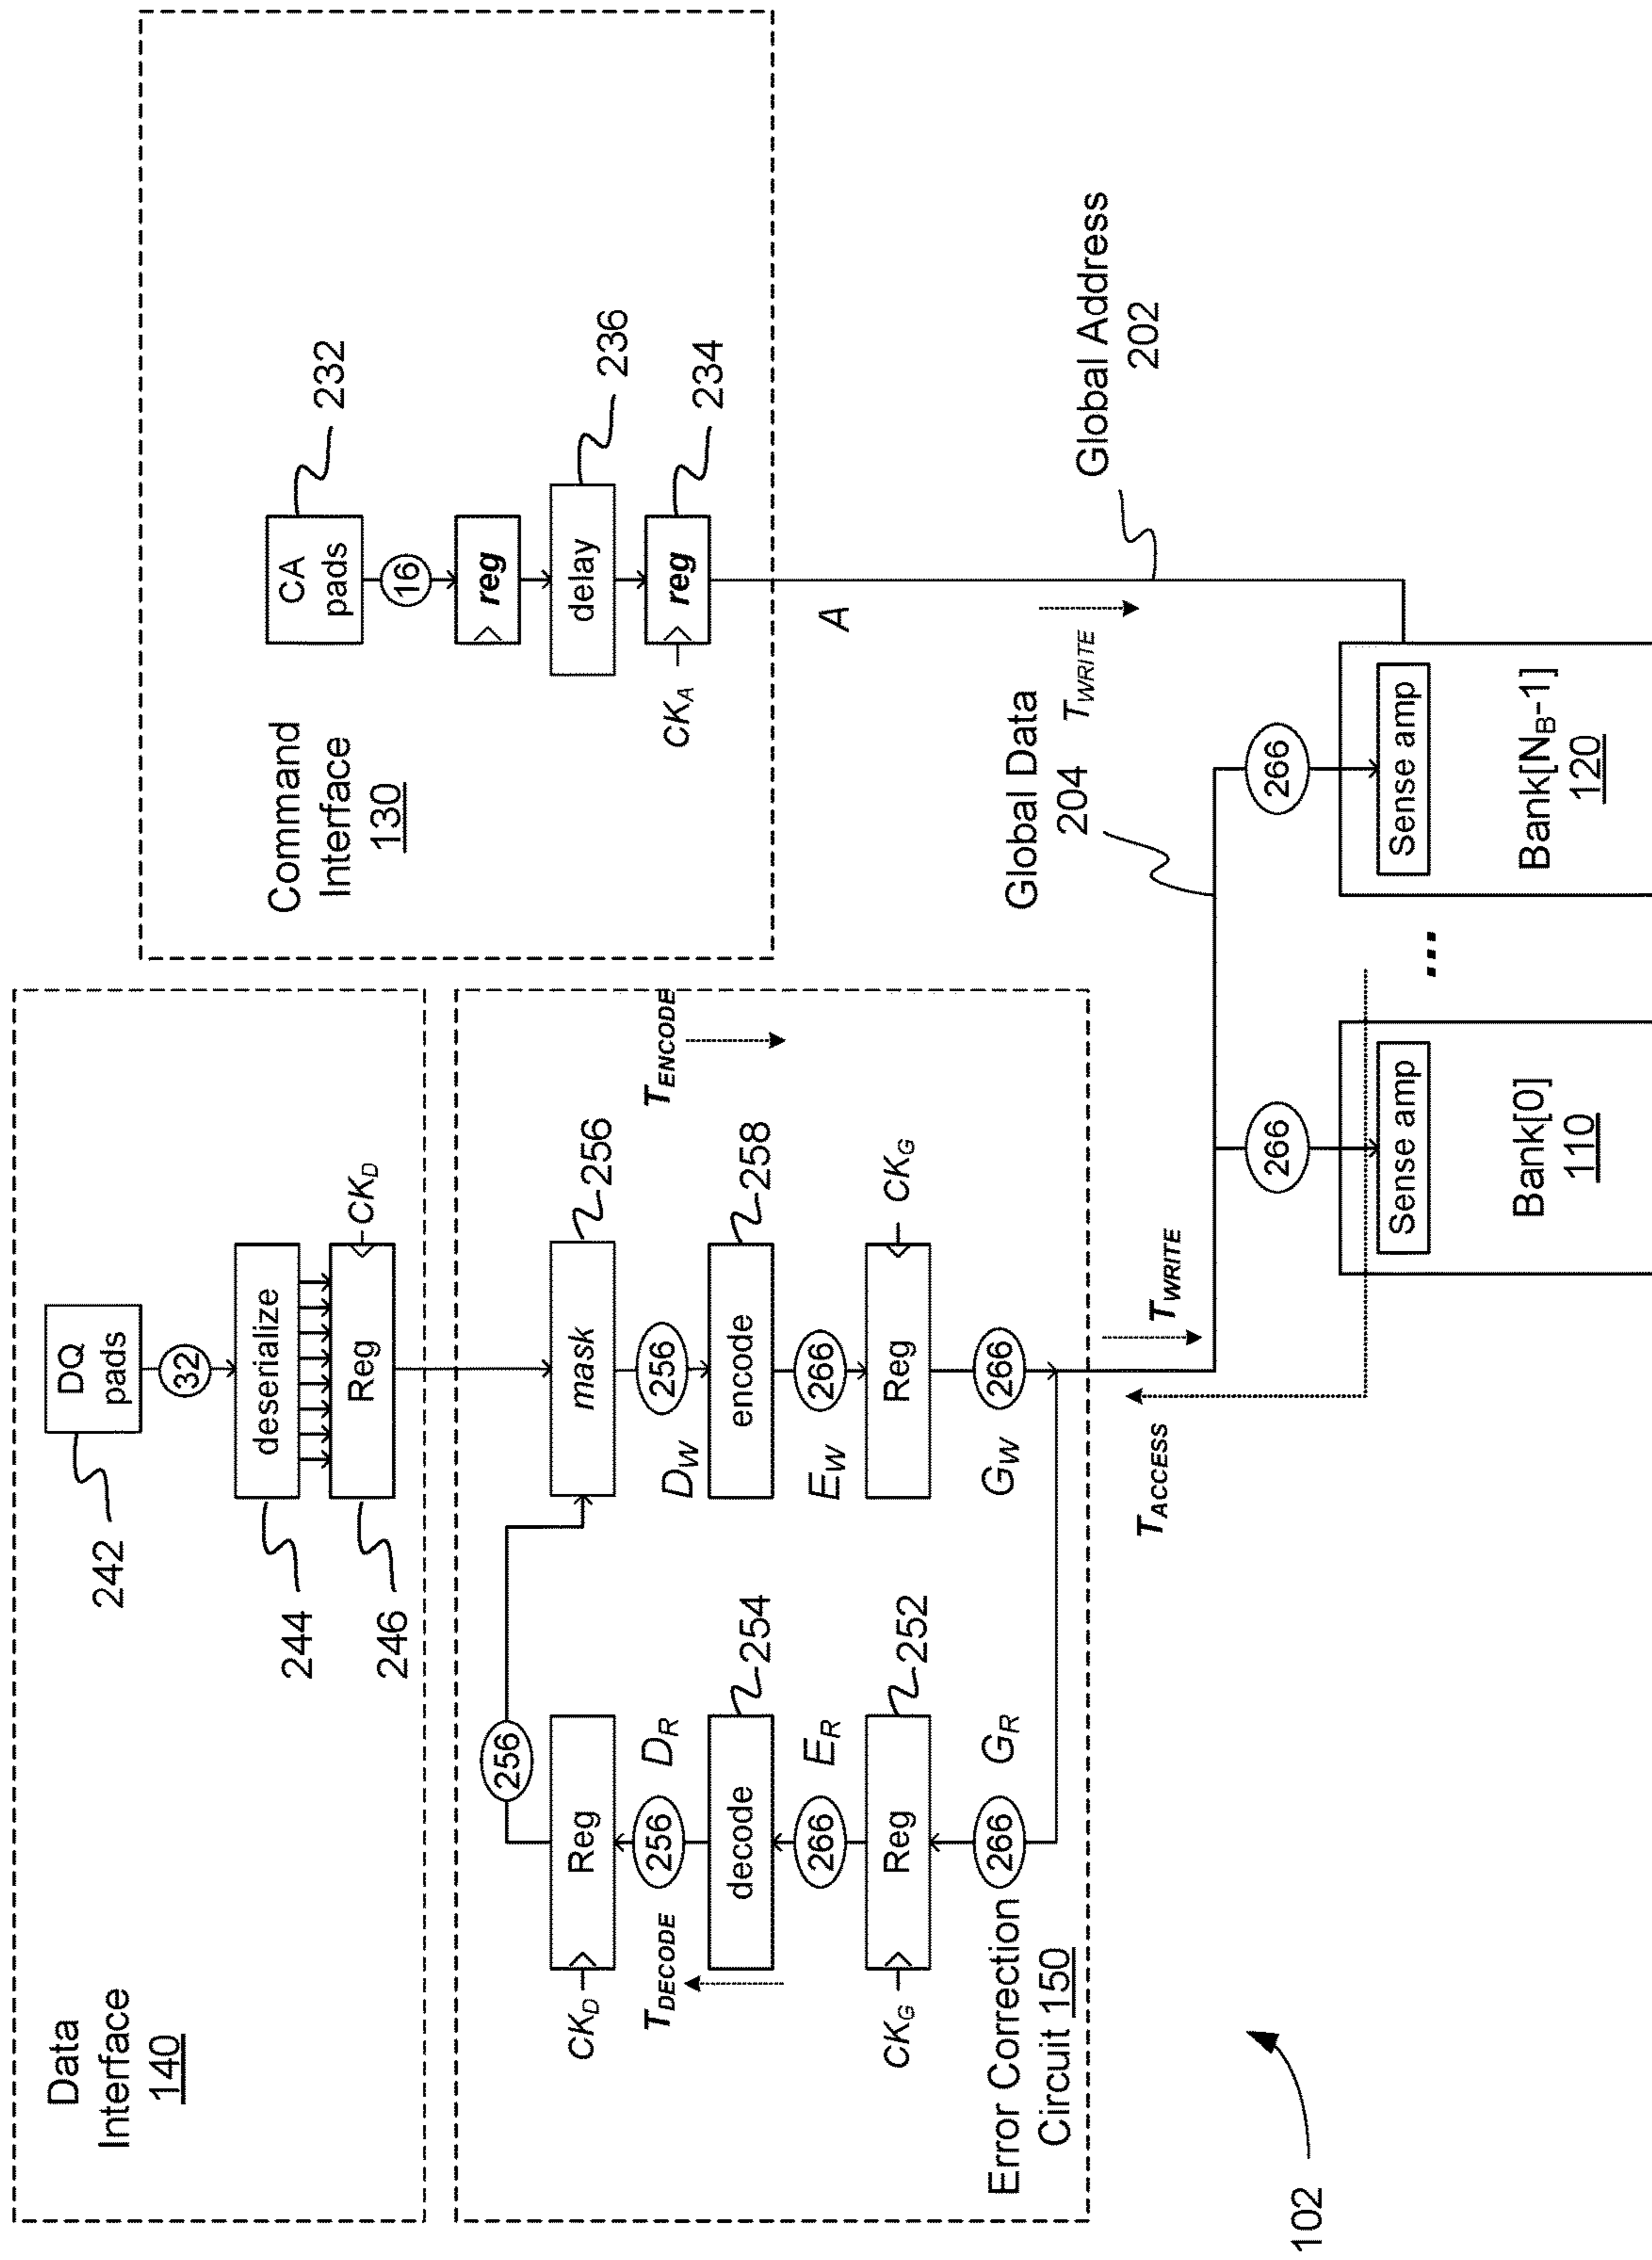 Data
Interface
140
242
DQ
pads
32
244
deserialize
246
Reg
CK_D
Command
Interface
130
CA
pads
232
16
reg
delay
236
CK_A
reg
234
A
256
CK_D
Reg
mask
256
T_DECODE
256
D_R
D_W
256
T_ENCODE
decode
254
encode
258
266
E_R
E_W
266
CK_G
Reg
252
Reg
CK_G
266
G_R
G_W
266
Error Correction
Circuit 150
T_ACCESS
T_WRITE
Global Data
204
T_WRITE
Global Address
202
266
266
Sense amp
Bank[0]
110
...
Sense amp
Bank[N_B-1]
120
102